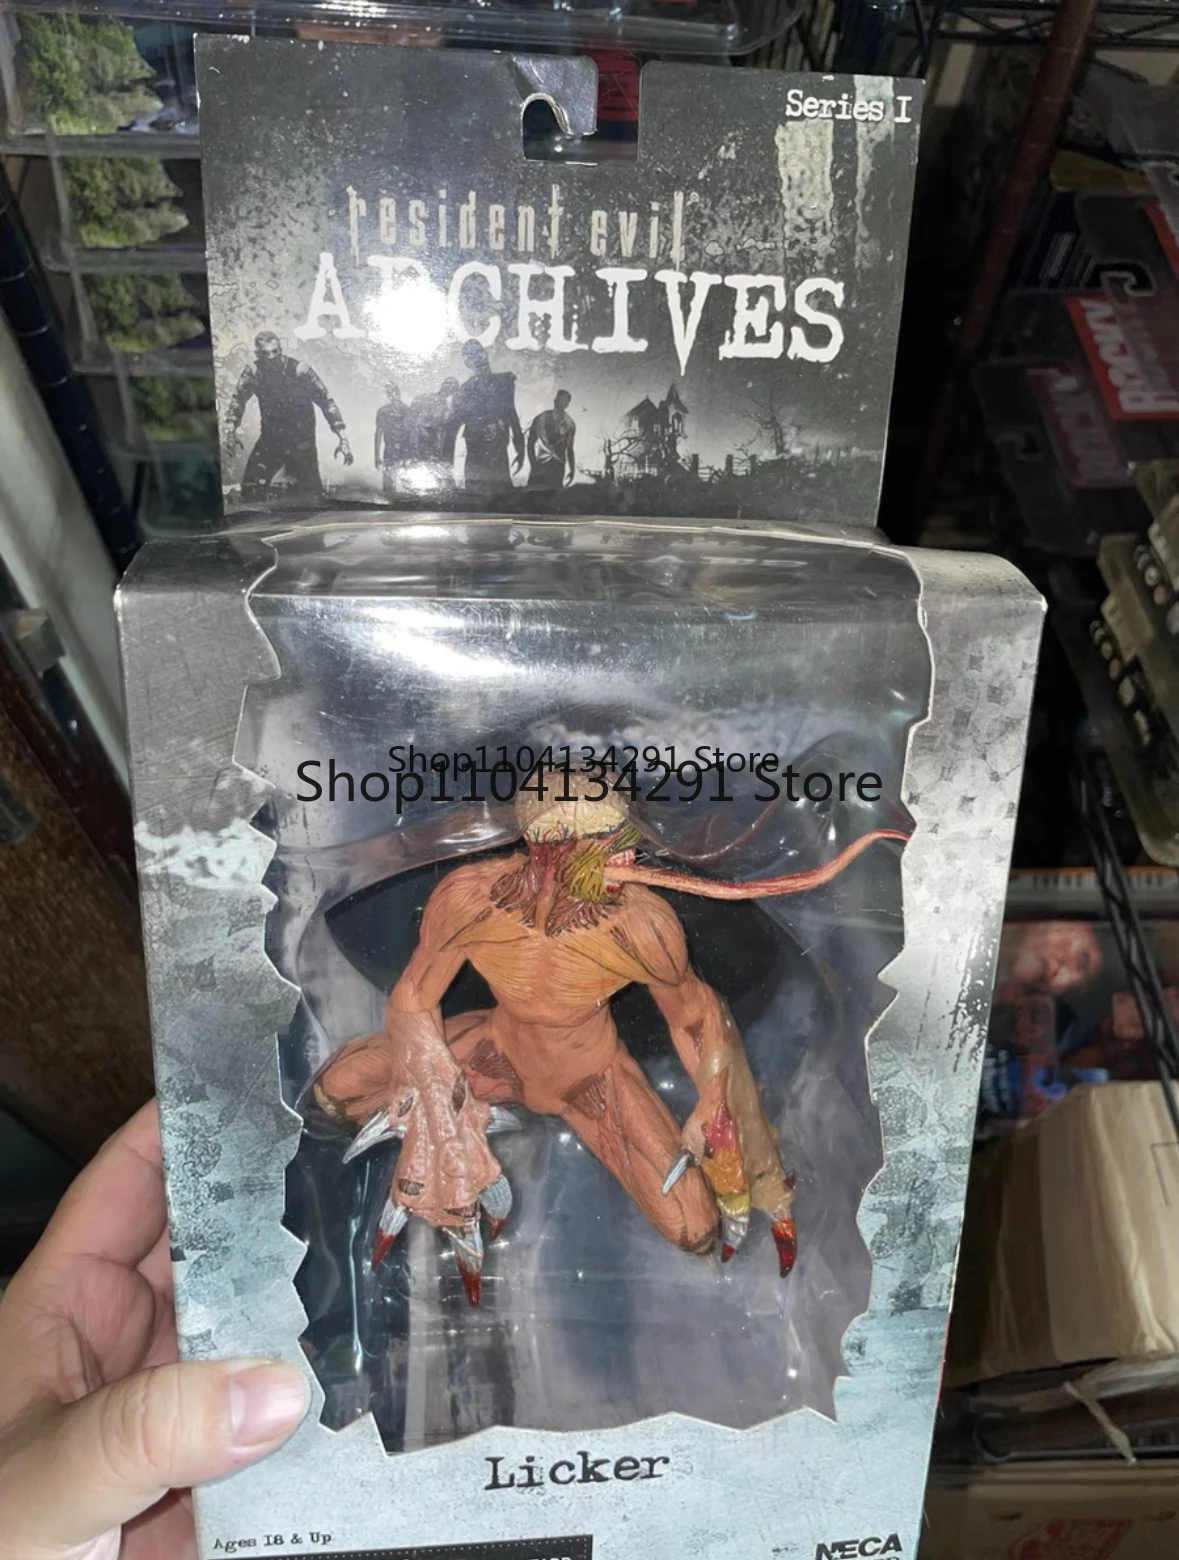 Series I
resident evil
ARCHIVES
Shop1104134291 Store
Shop1104134291 Store
Licker
Ages 18 & Up
NECA